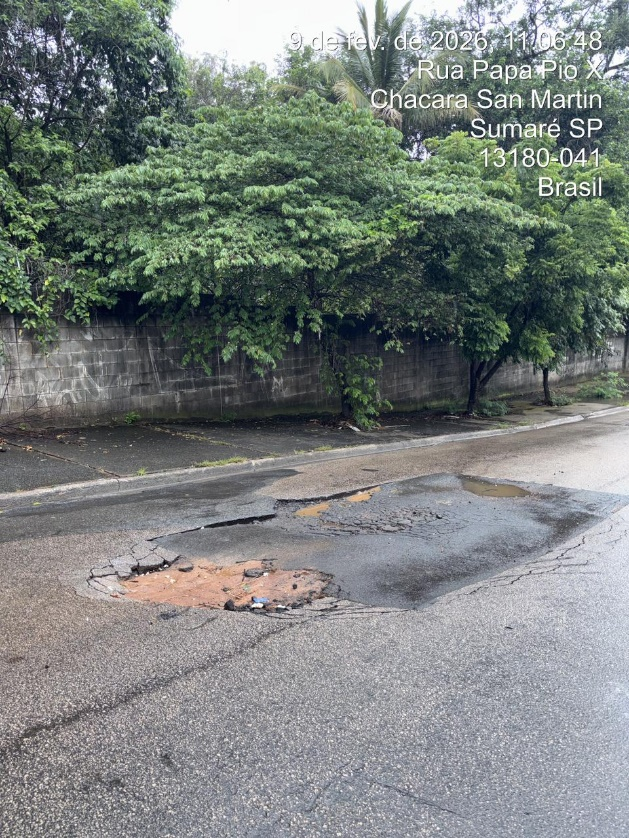 9 de fev. de 2026, 11:06:48
Rua Papa Pio X
Chacara San Martin
Sumaré SP
13180-041
Brasil